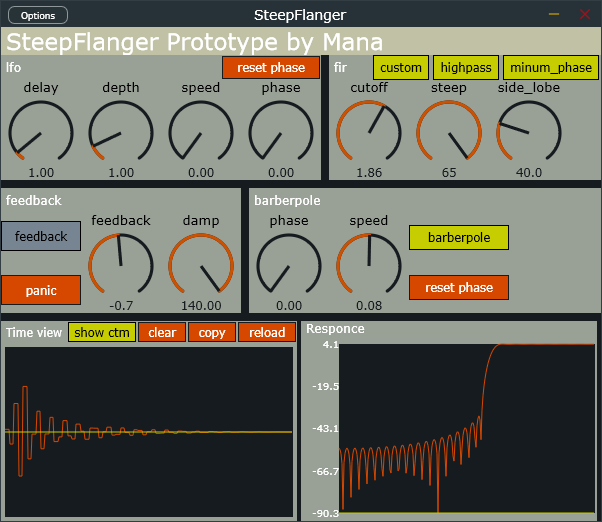 Options
SteepFlanger
SteepFlanger Prototype by Mana
lfo
reset phase
delay depth speed phase
1.00 1.00 0.00 0.00
fir
custom highpass minum_phase
cutoff steep side_lobe
1.86 65 40.0
feedback
feedback
panic
feedback damp
-0.7 140.00
barberpole
phase speed
0.00 0.08
barberpole
reset phase
Time view show ctm clear copy reload
Responce
4.1
-19.5
-43.1
-66.7
-90.3